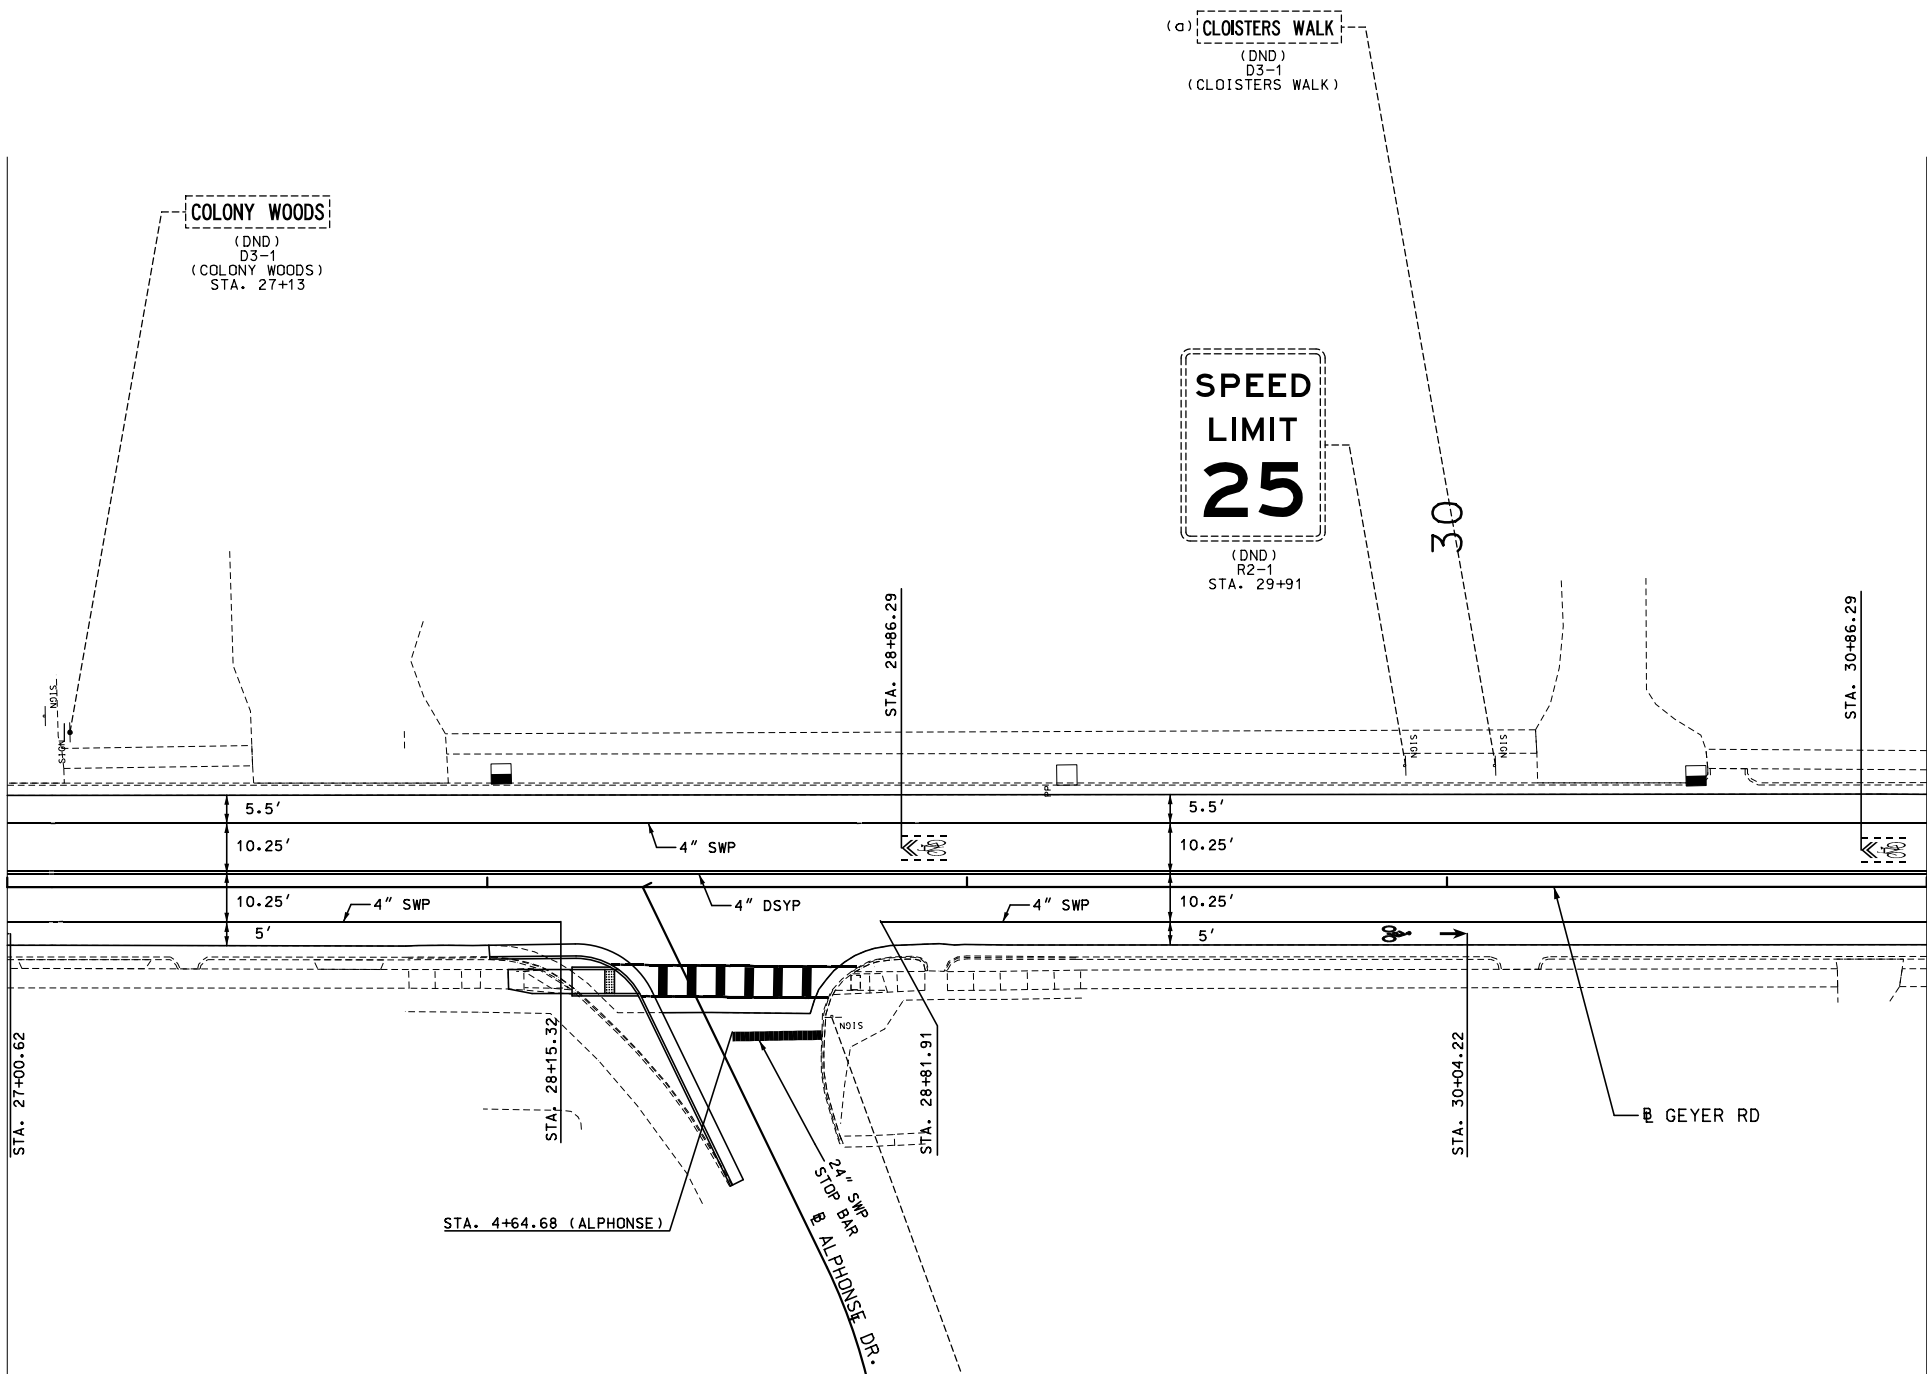 (a) CLOISTERS WALK
(DND)
D3-1
(CLOISTERS WALK)
COLONY WOODS
(DND)
D3-1
(COLONY WOODS)
STA. 27+13
SPEED
LIMIT
25
(DND)
R2-1
STA. 29+91
30
STA. 28+86.29
STA. 30+86.29
SIGN
SIGN
SIGN
SIGN
PP
5.5'
5.5'
10.25'
4" SWP
10.25'
10.25'
4" SWP
4" DSYP
4" SWP
10.25'
5'
5'
SIGN
STA. 27+00.62
STA. 28+15.32
STA. 28+81.91
STA. 30+04.22
℄ GEYER RD
24" SWP
STOP BAR
STA. 4+64.68 (ALPHONSE)
ALPHONSE DR.